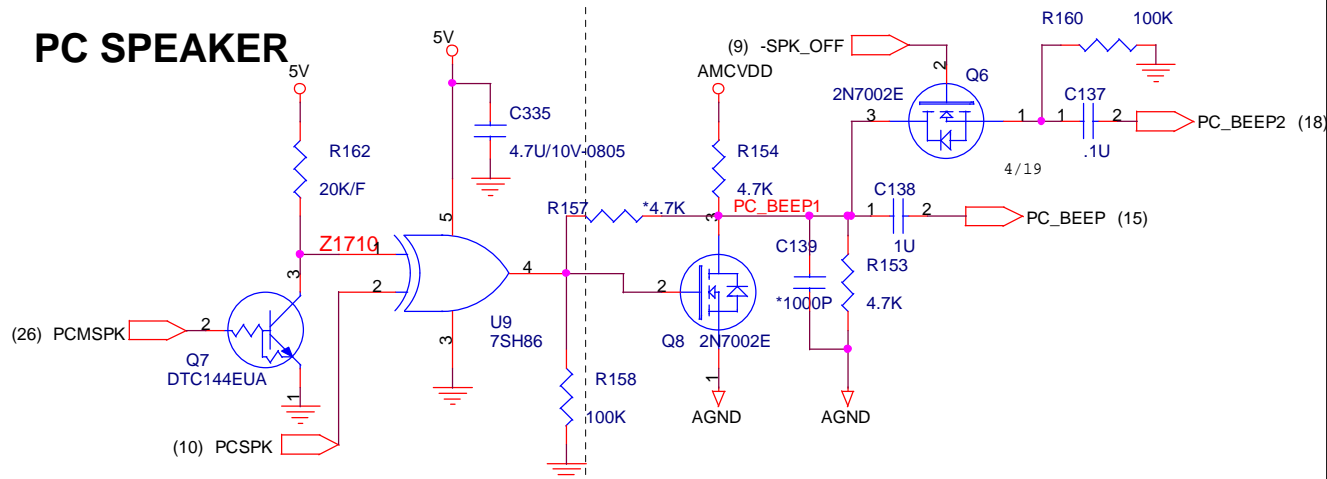 PC SPEAKER
5V
R162
20K/F
Z1710
1
2
3
2
1
(26) PCMSPK
Q7
DTC144EUA
(10) PCSPK
5V
C335
4.7U/10V-0805
5
4
3
U9
7SH86
R157
*4.7K
R158
100K
AMCVDD
R154
4.7K
PC_BEEP1
3
2
1
Q8
2N7002E
AGND
C139
*1000P
R153
4.7K
AGND
C138
1
2
1U
PC_BEEP (15)
(9) -SPK_OFF
2
Q6
2N7002E
3
1
4/19
R160
100K
C137
1
2
.1U
PC_BEEP2 (18)